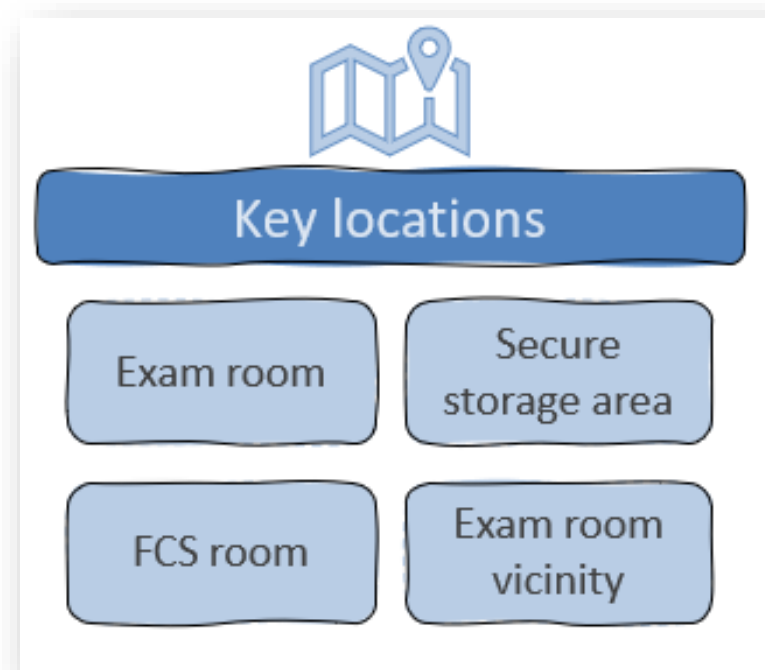 Key locations
Exam room
Secure
storage area
FCS room
Exam room
vicinity